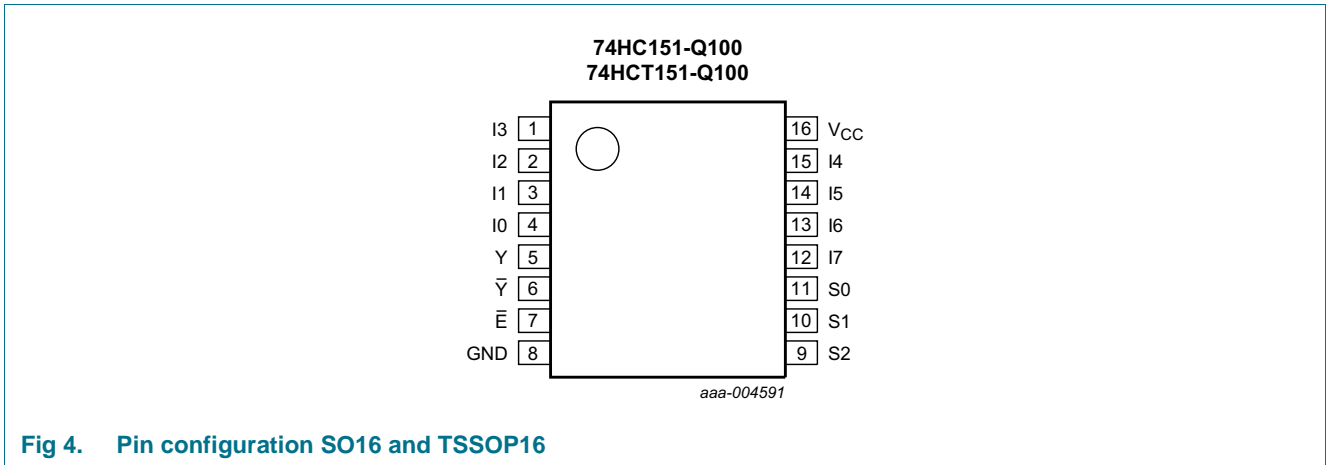 74HC151-Q100
74HCT151-Q100
I3 1
I2 2
I1 3
I0 4
Y 5
Y̅ 6
E̅ 7
GND 8
16 VCC
15 I4
14 I5
13 I6
12 I7
11 S0
10 S1
9 S2
aaa-004591
Fig 4. Pin configuration SO16 and TSSOP16